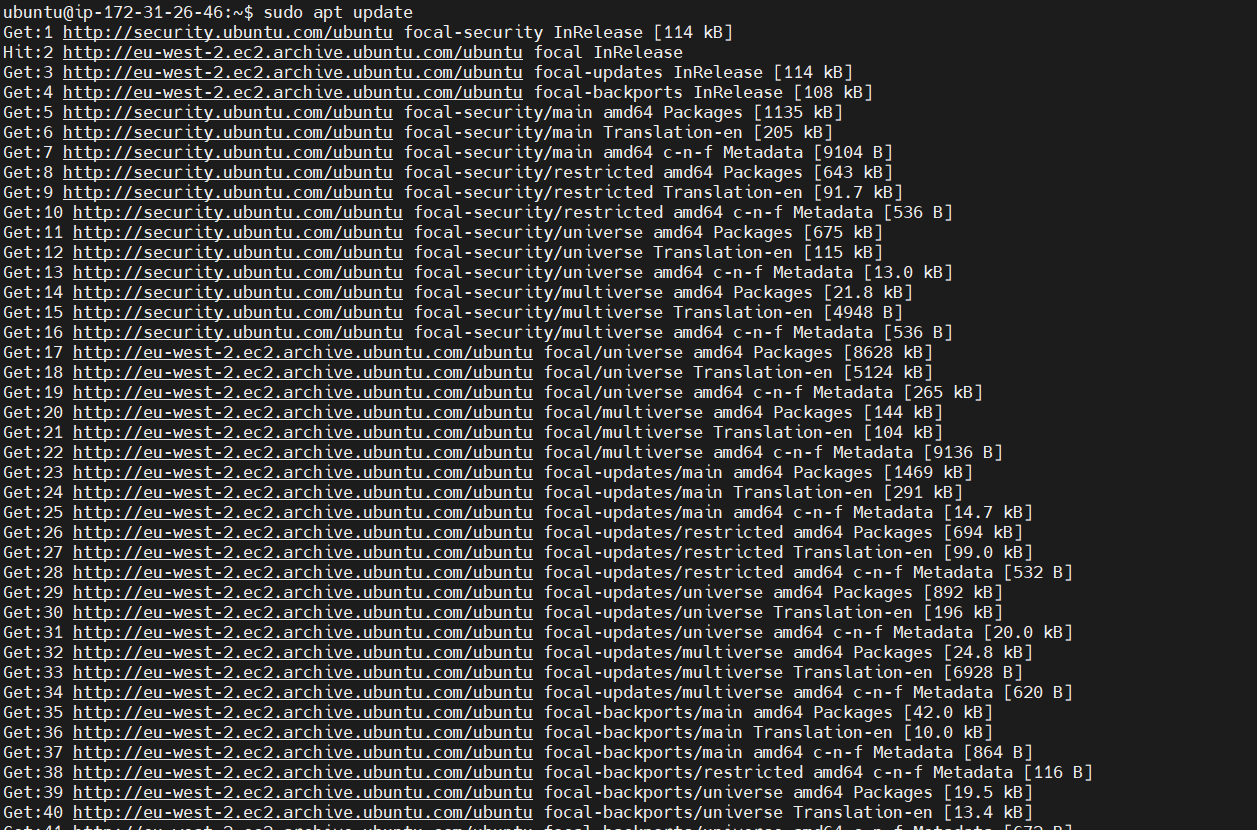 ubuntu@ip-172-31-26-46:~$ sudo apt update
Get:1 http://security.ubuntu.com/ubuntu focal-security InRelease [114 kB]
Hit:2 http://eu-west-2.ec2.archive.ubuntu.com/ubuntu focal InRelease
Get:3 http://eu-west-2.ec2.archive.ubuntu.com/ubuntu focal-updates InRelease [114 kB]
Get:4 http://eu-west-2.ec2.archive.ubuntu.com/ubuntu focal-backports InRelease [108 kB]
Get:5 http://security.ubuntu.com/ubuntu focal-security/main amd64 Packages [1135 kB]
Get:6 http://security.ubuntu.com/ubuntu focal-security/main Translation-en [205 kB]
Get:7 http://security.ubuntu.com/ubuntu focal-security/main amd64 c-n-f Metadata [9104 B]
Get:8 http://security.ubuntu.com/ubuntu focal-security/restricted amd64 Packages [643 kB]
Get:9 http://security.ubuntu.com/ubuntu focal-security/restricted Translation-en [91.7 kB]
Get:10 http://security.ubuntu.com/ubuntu focal-security/restricted amd64 c-n-f Metadata [536 B]
Get:11 http://security.ubuntu.com/ubuntu focal-security/universe amd64 Packages [675 kB]
Get:12 http://security.ubuntu.com/ubuntu focal-security/universe Translation-en [115 kB]
Get:13 http://security.ubuntu.com/ubuntu focal-security/universe amd64 c-n-f Metadata [13.0 kB]
Get:14 http://security.ubuntu.com/ubuntu focal-security/multiverse amd64 Packages [21.8 kB]
Get:15 http://security.ubuntu.com/ubuntu focal-security/multiverse Translation-en [4948 B]
Get:16 http://security.ubuntu.com/ubuntu focal-security/multiverse amd64 c-n-f Metadata [536 B]
Get:17 http://eu-west-2.ec2.archive.ubuntu.com/ubuntu focal/universe amd64 Packages [8628 kB]
Get:18 http://eu-west-2.ec2.archive.ubuntu.com/ubuntu focal/universe Translation-en [5124 kB]
Get:19 http://eu-west-2.ec2.archive.ubuntu.com/ubuntu focal/universe amd64 c-n-f Metadata [265 kB]
Get:20 http://eu-west-2.ec2.archive.ubuntu.com/ubuntu focal/multiverse amd64 Packages [144 kB]
Get:21 http://eu-west-2.ec2.archive.ubuntu.com/ubuntu focal/multiverse Translation-en [104 kB]
Get:22 http://eu-west-2.ec2.archive.ubuntu.com/ubuntu focal/multiverse amd64 c-n-f Metadata [9136 B]
Get:23 http://eu-west-2.ec2.archive.ubuntu.com/ubuntu focal-updates/main amd64 Packages [1469 kB]
Get:24 http://eu-west-2.ec2.archive.ubuntu.com/ubuntu focal-updates/main Translation-en [291 kB]
Get:25 http://eu-west-2.ec2.archive.ubuntu.com/ubuntu focal-updates/main amd64 c-n-f Metadata [14.7 kB]
Get:26 http://eu-west-2.ec2.archive.ubuntu.com/ubuntu focal-updates/restricted amd64 Packages [694 kB]
Get:27 http://eu-west-2.ec2.archive.ubuntu.com/ubuntu focal-updates/restricted Translation-en [99.0 kB]
Get:28 http://eu-west-2.ec2.archive.ubuntu.com/ubuntu focal-updates/restricted amd64 c-n-f Metadata [532 B]
Get:29 http://eu-west-2.ec2.archive.ubuntu.com/ubuntu focal-updates/universe amd64 Packages [892 kB]
Get:30 http://eu-west-2.ec2.archive.ubuntu.com/ubuntu focal-updates/universe Translation-en [196 kB]
Get:31 http://eu-west-2.ec2.archive.ubuntu.com/ubuntu focal-updates/universe amd64 c-n-f Metadata [20.0 kB]
Get:32 http://eu-west-2.ec2.archive.ubuntu.com/ubuntu focal-updates/multiverse amd64 Packages [24.8 kB]
Get:33 http://eu-west-2.ec2.archive.ubuntu.com/ubuntu focal-updates/multiverse Translation-en [6928 B]
Get:34 http://eu-west-2.ec2.archive.ubuntu.com/ubuntu focal-updates/multiverse amd64 c-n-f Metadata [620 B]
Get:35 http://eu-west-2.ec2.archive.ubuntu.com/ubuntu focal-backports/main amd64 Packages [42.0 kB]
Get:36 http://eu-west-2.ec2.archive.ubuntu.com/ubuntu focal-backports/main Translation-en [10.0 kB]
Get:37 http://eu-west-2.ec2.archive.ubuntu.com/ubuntu focal-backports/main amd64 c-n-f Metadata [864 B]
Get:38 http://eu-west-2.ec2.archive.ubuntu.com/ubuntu focal-backports/restricted amd64 c-n-f Metadata [116 B]
Get:39 http://eu-west-2.ec2.archive.ubuntu.com/ubuntu focal-backports/universe amd64 Packages [19.5 kB]
Get:40 http://eu-west-2.ec2.archive.ubuntu.com/ubuntu focal-backports/universe Translation-en [13.4 kB]